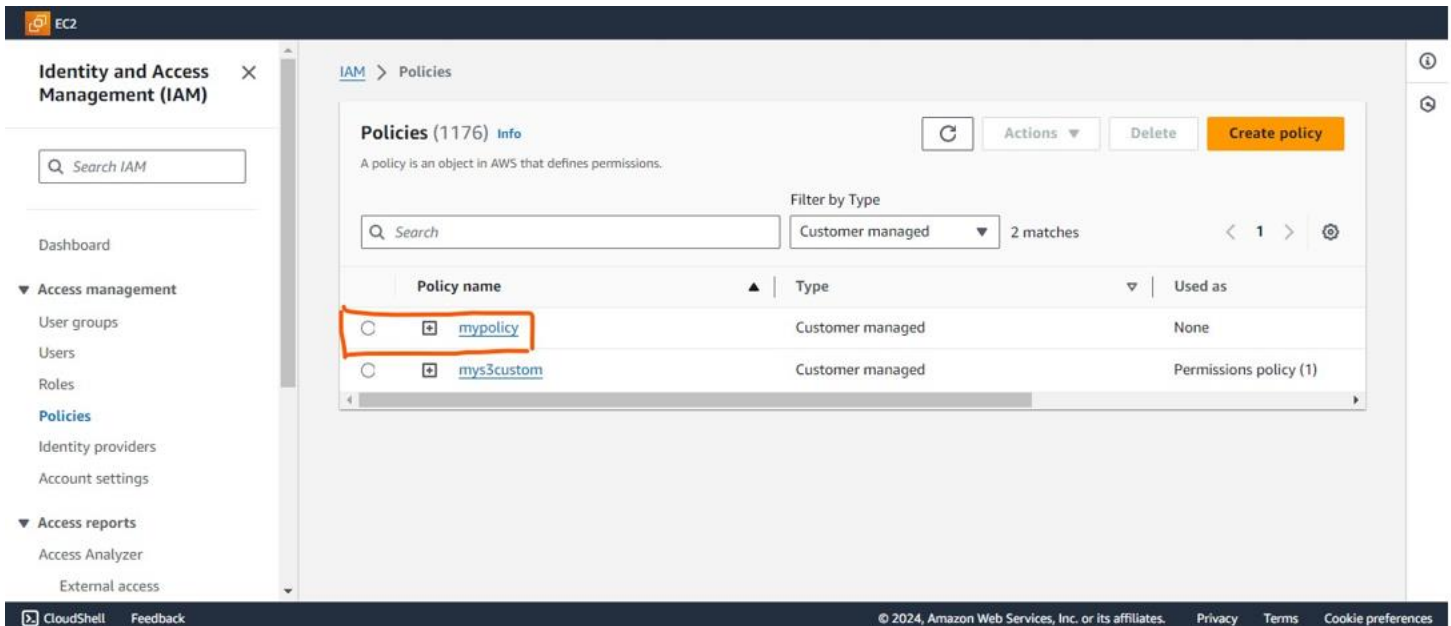 EC2
Identity and Access
Management (IAM)
Search IAM
Dashboard
Access management
User groups
Users
Roles
Policies
Identity providers
Account settings
Access reports
Access Analyzer
External access
IAM > Policies
Policies (1176) Info
A policy is an object in AWS that defines permissions.
Actions
Delete
Create policy
Filter by Type
Search
Customer managed
2 matches
1
Policy name
Type
Used as
mypolicy
Customer managed
None
mys3custom
Customer managed
Permissions policy (1)
CloudShell
Feedback
© 2024, Amazon Web Services, Inc. or its affiliates.
Privacy
Terms
Cookie preferences